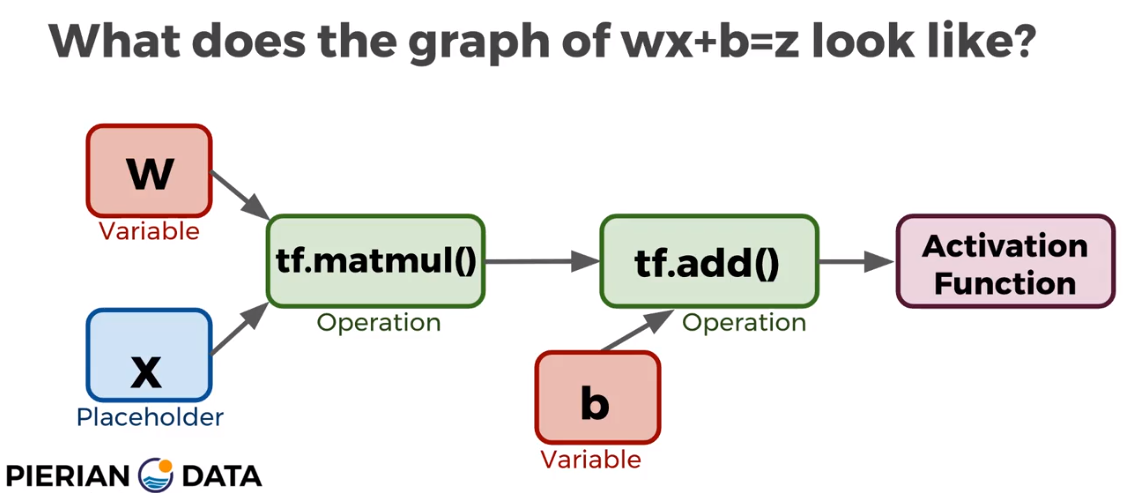 What does the graph of wx+b=z look like?
W
Variable
tf.matmul()
Operation
tf.add()
Operation
Activation
Function
X
Placeholder
b
Variable
PIERIAN DATA